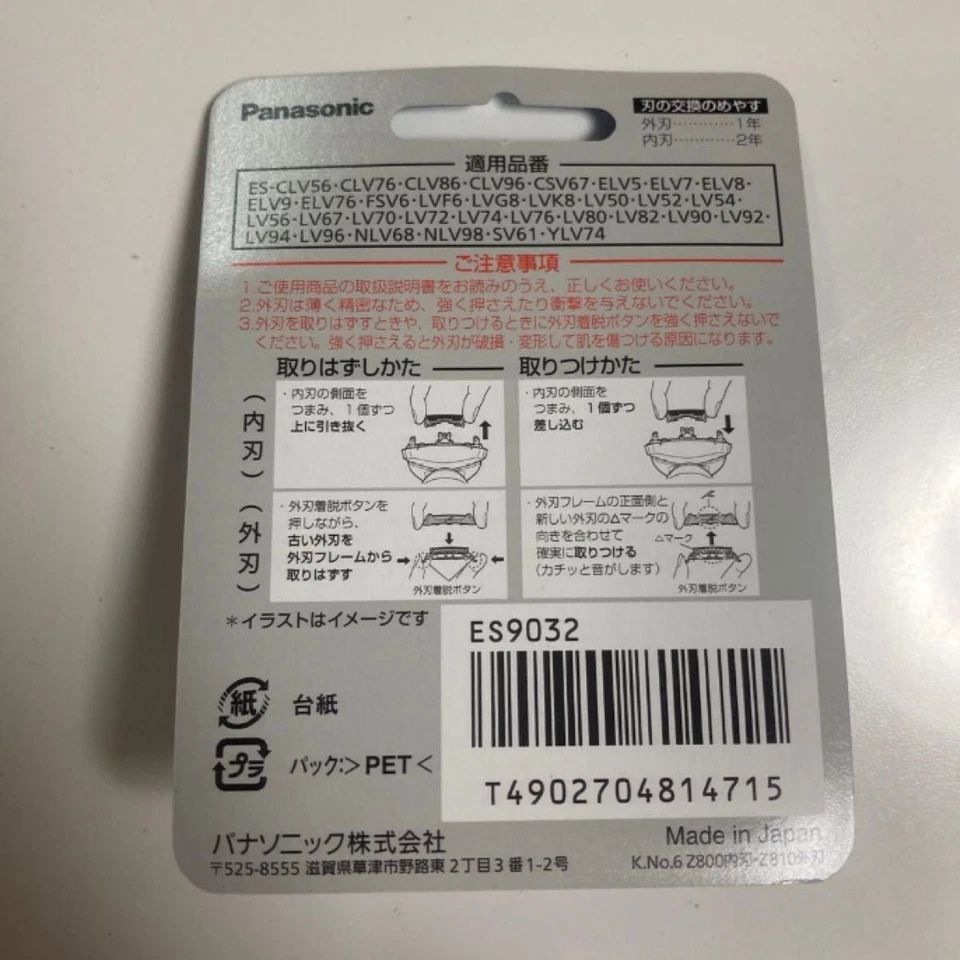 Panasonic
刃の交換のめやす
外刃…………1年
内刃…………2年
適用品番
ES-CLV56・CLV76・CLV86・CLV96・CSV67・ELV5・ELV7・ELV8・
ELV9・ELV76・FSV6・LVF6・LVG8・LVK8・LV50・LV52・LV54・
LV56・LV67・LV70・LV72・LV74・LV76・LV80・LV82・LV90・LV92・
LV94・LV96・NLV68・NLV98・SV61・YLV74
ご注意事項
1.ご使用商品の取扱説明書をお読みのうえ、正しくお使いください。
2.外刃は薄く精密なため、強く押さえたり衝撃を与えないでください。
3.外刃を取りはずすときや、取りつけるときに外刃着脱ボタンを強く押さえないで
ください。強く押さえると外刃が破損・変形して肌を傷つける原因になります。
取りはずしかた
取りつけかた
(内刃)
・内刃の側面を
つまみ、1個ずつ
上に引き抜く
・内刃の側面を
つまみ、1個ずつ
差し込む
(外刃)
・外刃着脱ボタンを
押しながら、
古い外刃を
外刃フレームから
取りはずす
外刃着脱ボタン
・外刃フレームの正面側と
新しい外刃の△マークの
向きを合わせて
確実に取りつける
(カチッと音がします)
△マーク
外刃着脱ボタン
*イラストはイメージです
ES9032
紙 台紙
プラ パック:>PET<
T4902704814715
パナソニック株式会社
〒525-8555 滋賀県草津市野路東2丁目3番1-2号
Made in Japan
K.No.6 Z800内刃・Z810外刃